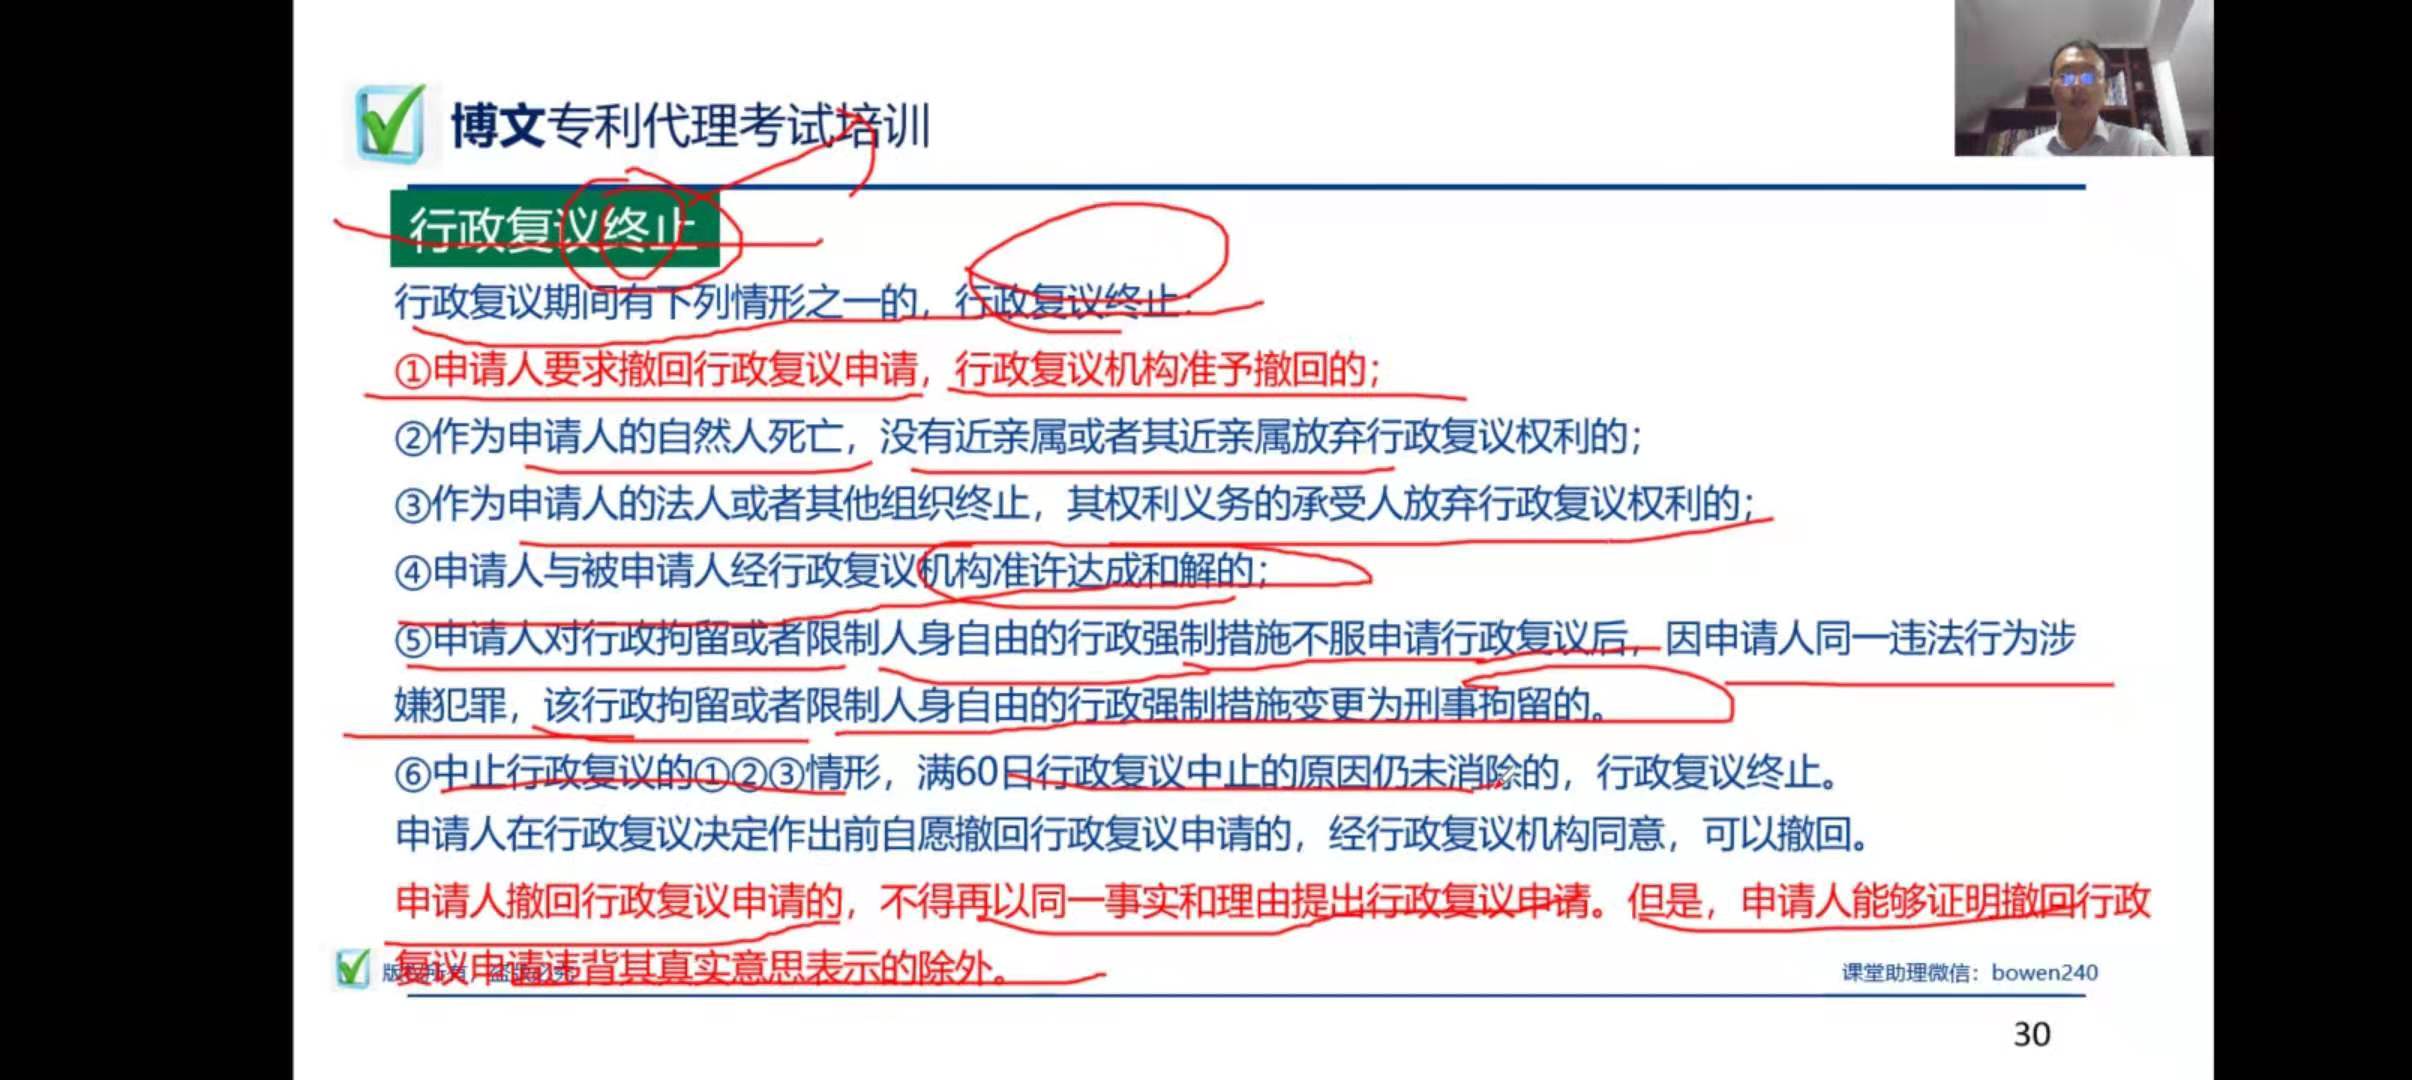 博文专利代理考试培训
行政复议终止
行政复议期间有下列情形之一的，行政复议终止：
①申请人要求撤回行政复议申请，行政复议机构准予撤回的；
②作为申请人的自然人死亡，没有近亲属或者其近亲属放弃行政复议权利的；
③作为申请人的法人或者其他组织终止，其权利义务的承受人放弃行政复议权利的；
④申请人与被申请人经行政复议机构准许达成和解的；
⑤申请人对行政拘留或者限制人身自由的行政强制措施不服申请行政复议后，因申请人同一违法行为涉
嫌犯罪，该行政拘留或者限制人身自由的行政强制措施变更为刑事拘留的。
⑥中止行政复议的①②③情形，满60日行政复议中止的原因仍未消除的，行政复议终止。
申请人在行政复议决定作出前自愿撤回行政复议申请的，经行政复议机构同意，可以撤回。
申请人撤回行政复议申请的，不得再以同一事实和理由提出行政复议申请。但是，申请人能够证明撤回行政
复议申请违背其真实意思表示的除外。
版权所有，盗版必究
课堂助理微信：bowen240
30